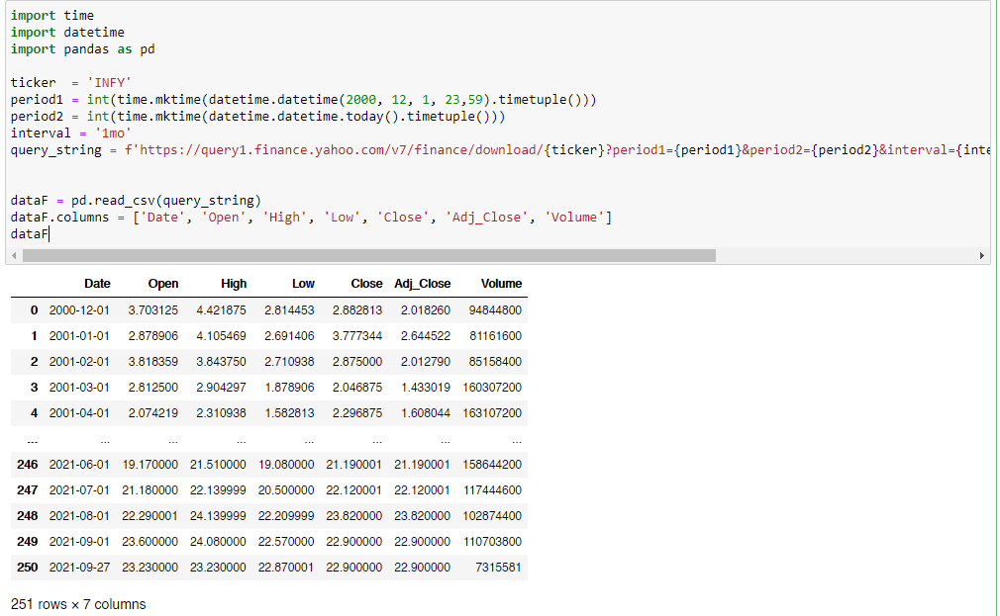 import time
import datetime
import pandas as pd
ticker  = 'INFY'
period1 = int(time.mktime(datetime.datetime(2000, 12, 1, 23,59).timetuple()))
period2 = int(time.mktime(datetime.datetime.today().timetuple()))
interval = '1mo'
query_string = f'https://query1.finance.yahoo.com/v7/finance/download/{ticker}?period1={period1}&period2={period2}&interval={inte
dataF = pd.read_csv(query_string)
dataF.columns = ['Date', 'Open', 'High', 'Low', 'Close', 'Adj_Close', 'Volume']
dataF
Date Open High Low Close Adj_Close Volume
0 2000-12-01 3.703125 4.421875 2.814453 2.882813 2.018260 94844800
1 2001-01-01 2.878906 4.105469 2.691406 3.777344 2.644522 81161600
2 2001-02-01 3.818359 3.843750 2.710938 2.875000 2.012790 85158400
3 2001-03-01 2.812500 2.904297 1.878906 2.046875 1.433019 160307200
4 2001-04-01 2.074219 2.310938 1.582813 2.296875 1.608044 163107200
... ... ... ... ... ... ... ...
246 2021-06-01 19.170000 21.510000 19.080000 21.190001 21.190001 158644200
247 2021-07-01 21.180000 22.139999 20.500000 22.120001 22.120001 117444600
248 2021-08-01 22.290001 24.139999 22.209999 23.820000 23.820000 102874400
249 2021-09-01 23.600000 24.080000 22.570000 22.900000 22.900000 110703800
250 2021-09-27 23.230000 23.230000 22.870001 22.900000 22.900000 7315581
251 rows × 7 columns